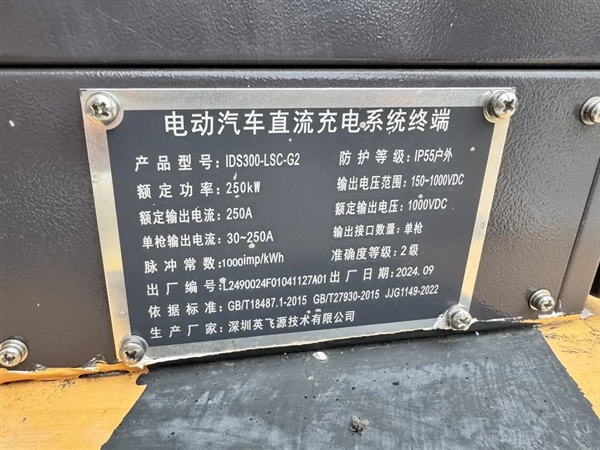 电动汽车直流充电系统终端
产品型号：IDS300-LSC-G2 防护等级：IP55户外
额定功率：250kW 输出电压范围：150~1000VDC
额定输出电流：250A 额定输出电压：1000VDC
单枪输出电流：30~250A 输出接口数量：单枪
脉冲常数：1000imp/kWh 准确度等级：2级
出厂编号：L2490024F01041127A01 出厂日期：2024.09
依据标准：GB/T18487.1-2015 GB/T27930-2015 JJG1149-2022
生产厂家：深圳英飞源技术有限公司